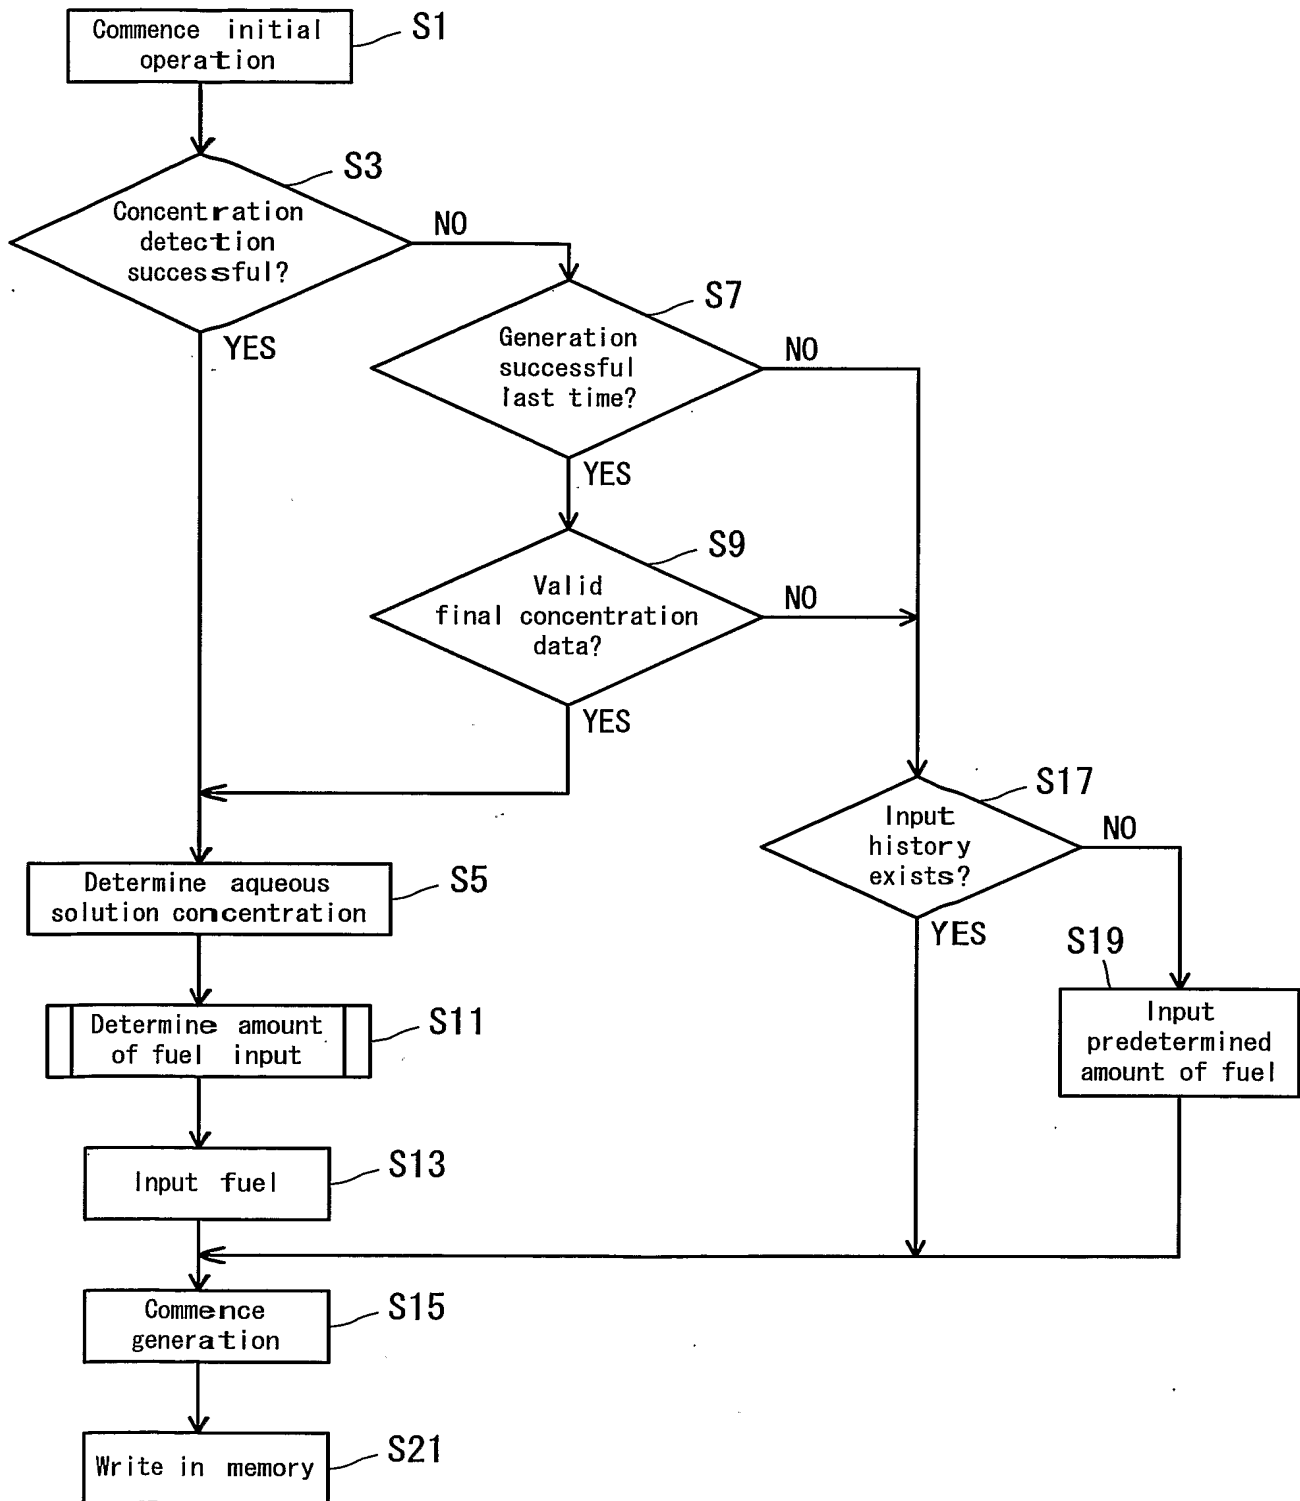 Commence initial
operation
S1
Concentration
detection
successful?
S3
NO
YES
Generation
successful
last time?
S7
NO
YES
Valid
final concentration
data?
S9
NO
YES
Input
history
exists?
S17
NO
YES
Determine aqueous
solution concentration
S5
S19
Input
predetermined
amount of fuel
Determine amount
of fuel input
S11
Input fuel
S13
Commence
generation
S15
Write in memory
S21